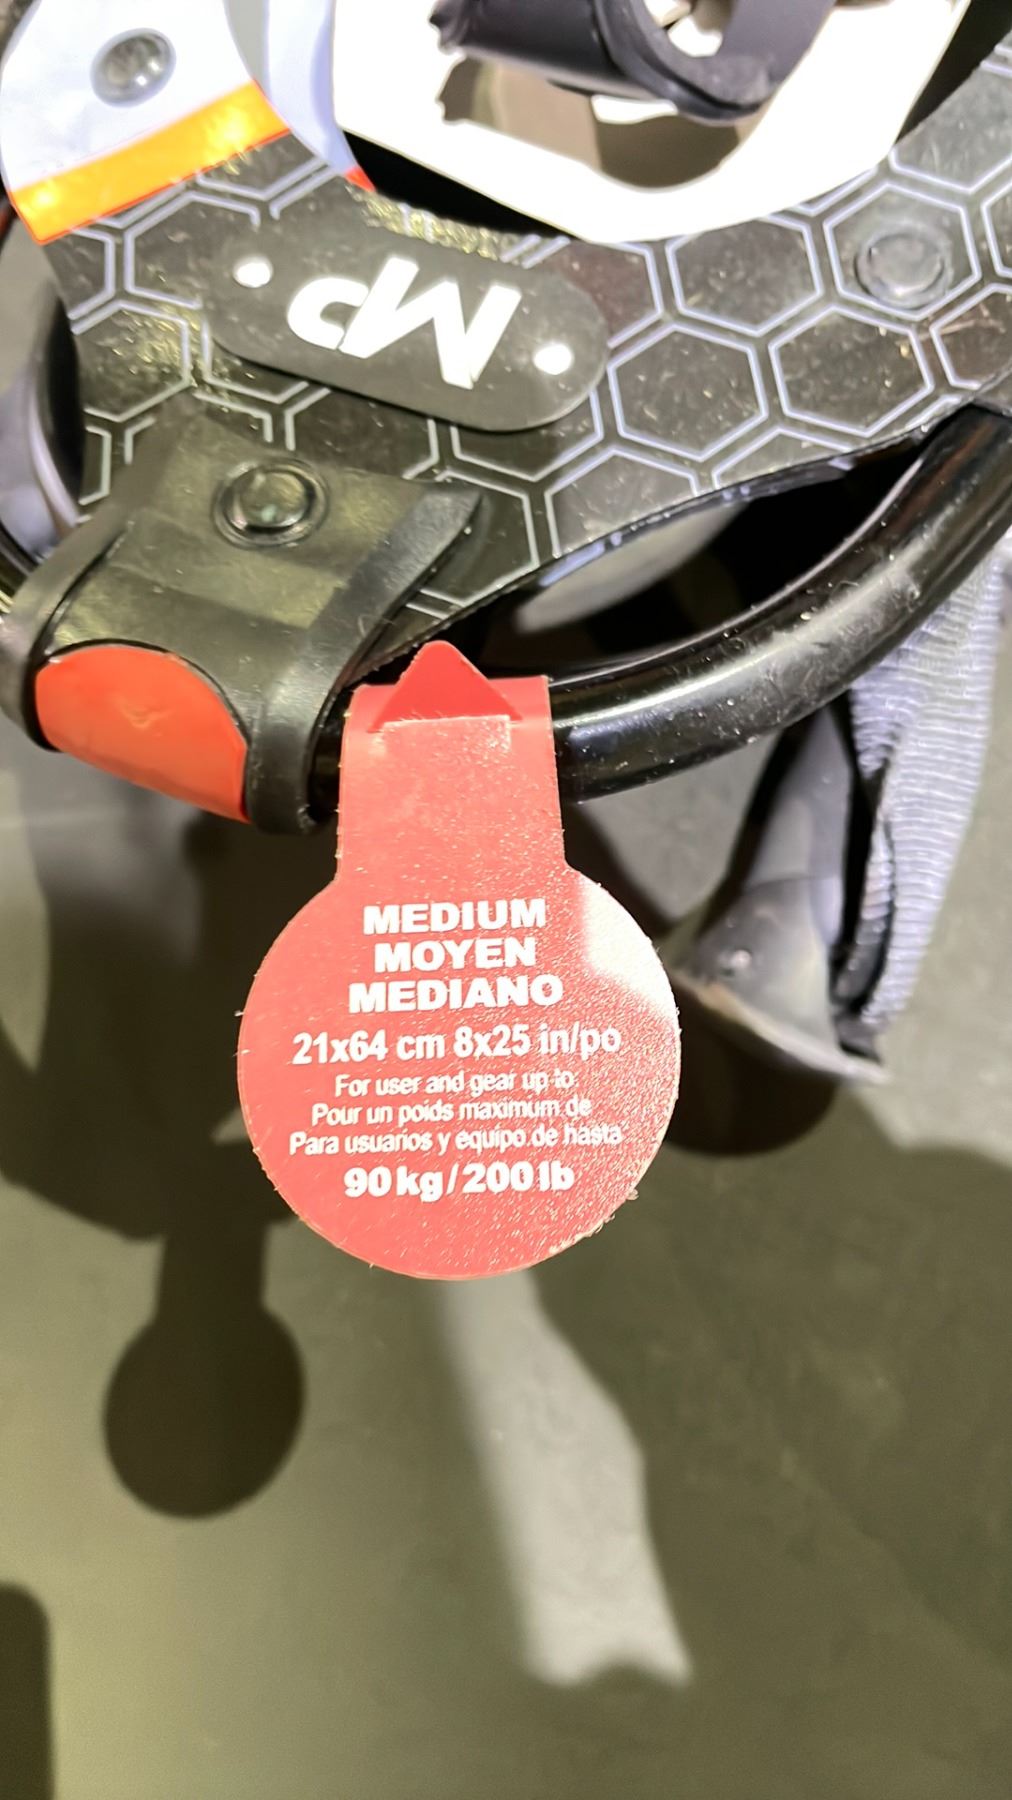 MP
MEDIUM
MOYEN
MEDIANO
21x64 cm 8x25 in/po
For user and gear up to:
Pour un poids maximum de
Para usuarios y equipo de hasta
90 kg / 200 lb